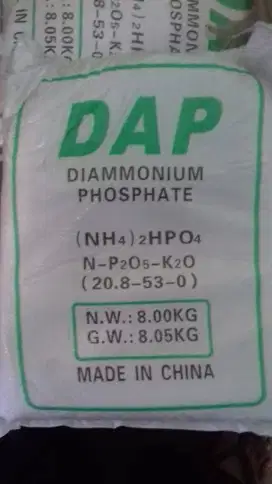 DAP
DIAMMONIUM
PHOSPHATE
(NH₄)₂HPO₄
N-P₂O₅-K₂O
(20.8-53-0)
N.W.:8.00KG
G.W.:8.05KG
MADE IN CHINA